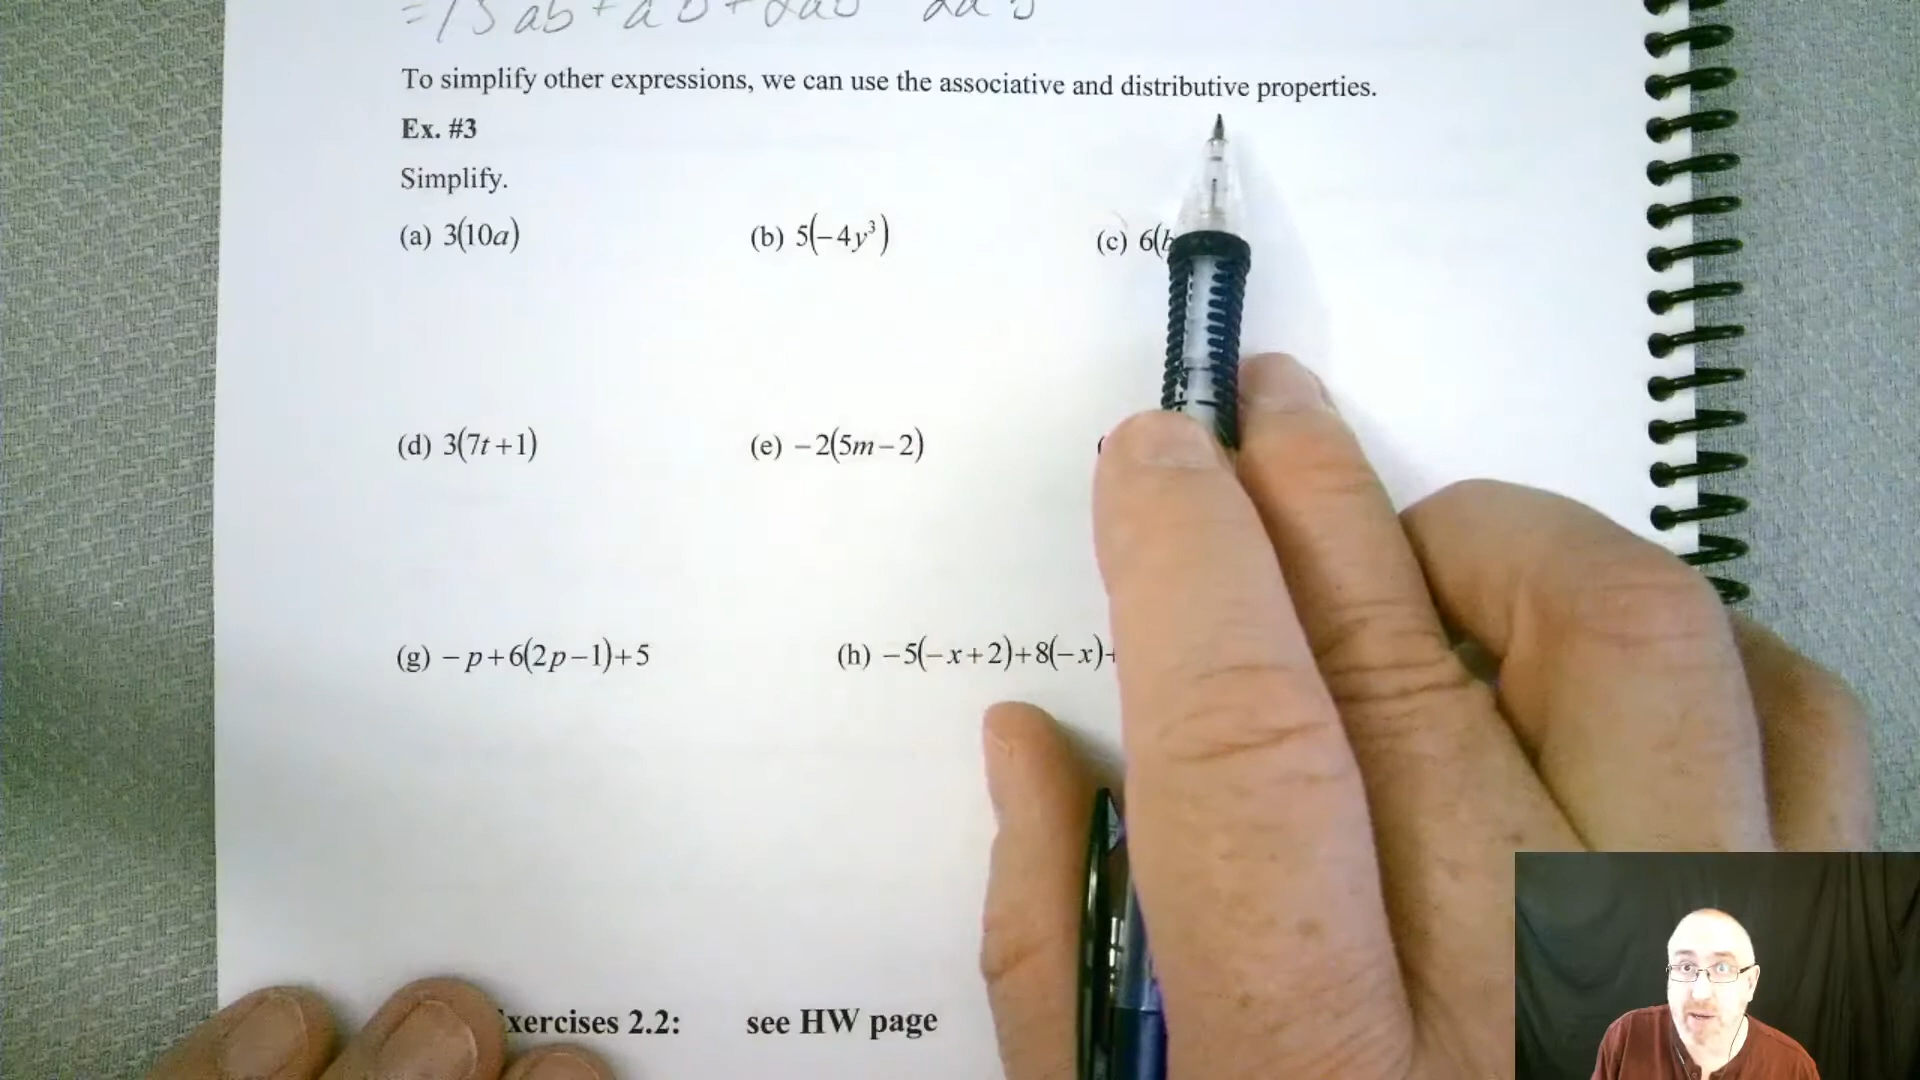 To simplify other expressions, we can use the associative and distributive properties.
Ex. #3
Simplify.
(a) 3(10a) (b) 5(−4y³) (c) 6(
(d) 3(7t+1) (e) −2(5m−2)
(g) −p+6(2p−1)+5 (h) −5(−x+2)+8(−x)+
xercises 2.2: see HW page